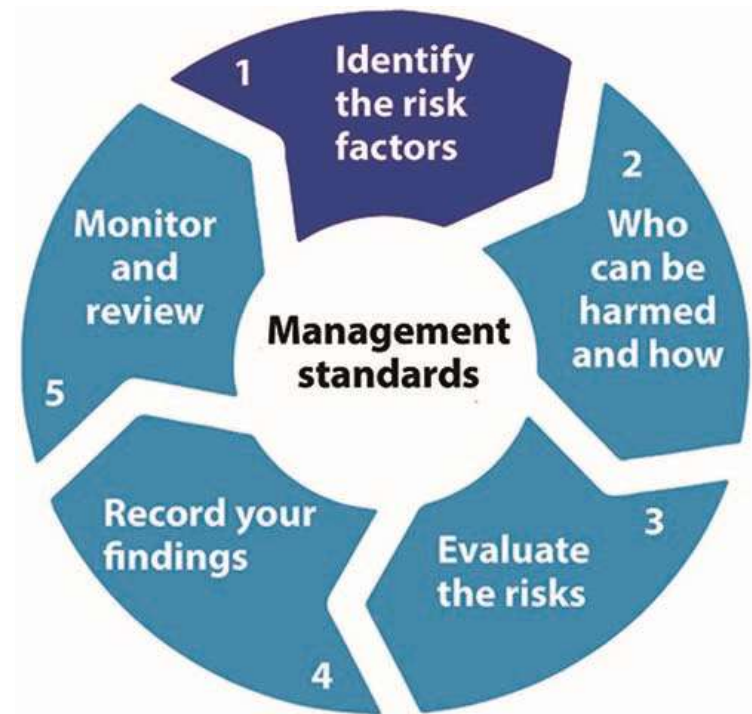 Management
standards
1
Identify
the risk
factors
2
Who
can be
harmed
and how
3
Evaluate
the risks
4
Record your
findings
5
Monitor
and
review